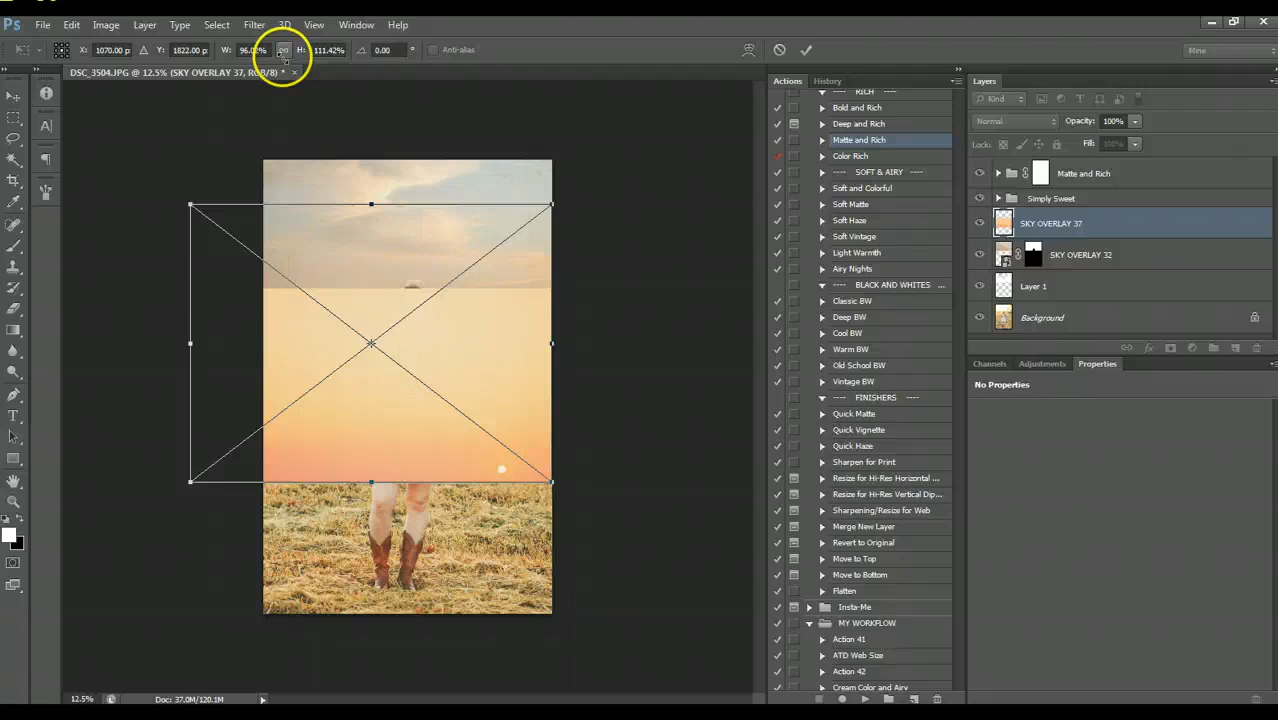 Ps File Edit Image Layer Type Select Filter 3D View Window Help
X: 1070.00 p: Y: 1822.00 p: W: 96.02% H: 111.42% 0.00 ° Anti-alias Mine
DSC_3504.JPG @ 12.5% (SKY OVERLAY 37, RGB/8) * ×
Actions History
---- RICH ----
Bold and Rich
Deep and Rich
Matte and Rich
Color Rich
---- SOFT & AIRY ----
Soft and Colorful
Soft Matte
Soft Haze
Soft Vintage
Light Warmth
Airy Nights
---- BLACK AND WHITES ...
Classic BW
Deep BW
Cool BW
Warm BW
Old School BW
Vintage BW
---- FINISHERS ----
Quick Matte
Quick Vignette
Quick Haze
Sharpen for Print
Resize for Hi-Res Horizontal ...
Resize for Hi-Res Vertical Dip...
Sharpening/Resize for Web
Merge New Layer
Revert to Original
Move to Top
Move to Bottom
Flatten
Insta-Me
MY WORKFLOW
Action 41
ATD Web Size
Action 42
Cream Color and Airy
Layers
Kind
Normal Opacity: 100%
Lock: Fill: 100%
Matte and Rich
Simply Sweet
SKY OVERLAY 37
SKY OVERLAY 32
Layer 1
Background
Channels Adjustments Properties
No Properties
12.5% Doc: 37.0M/120.1M